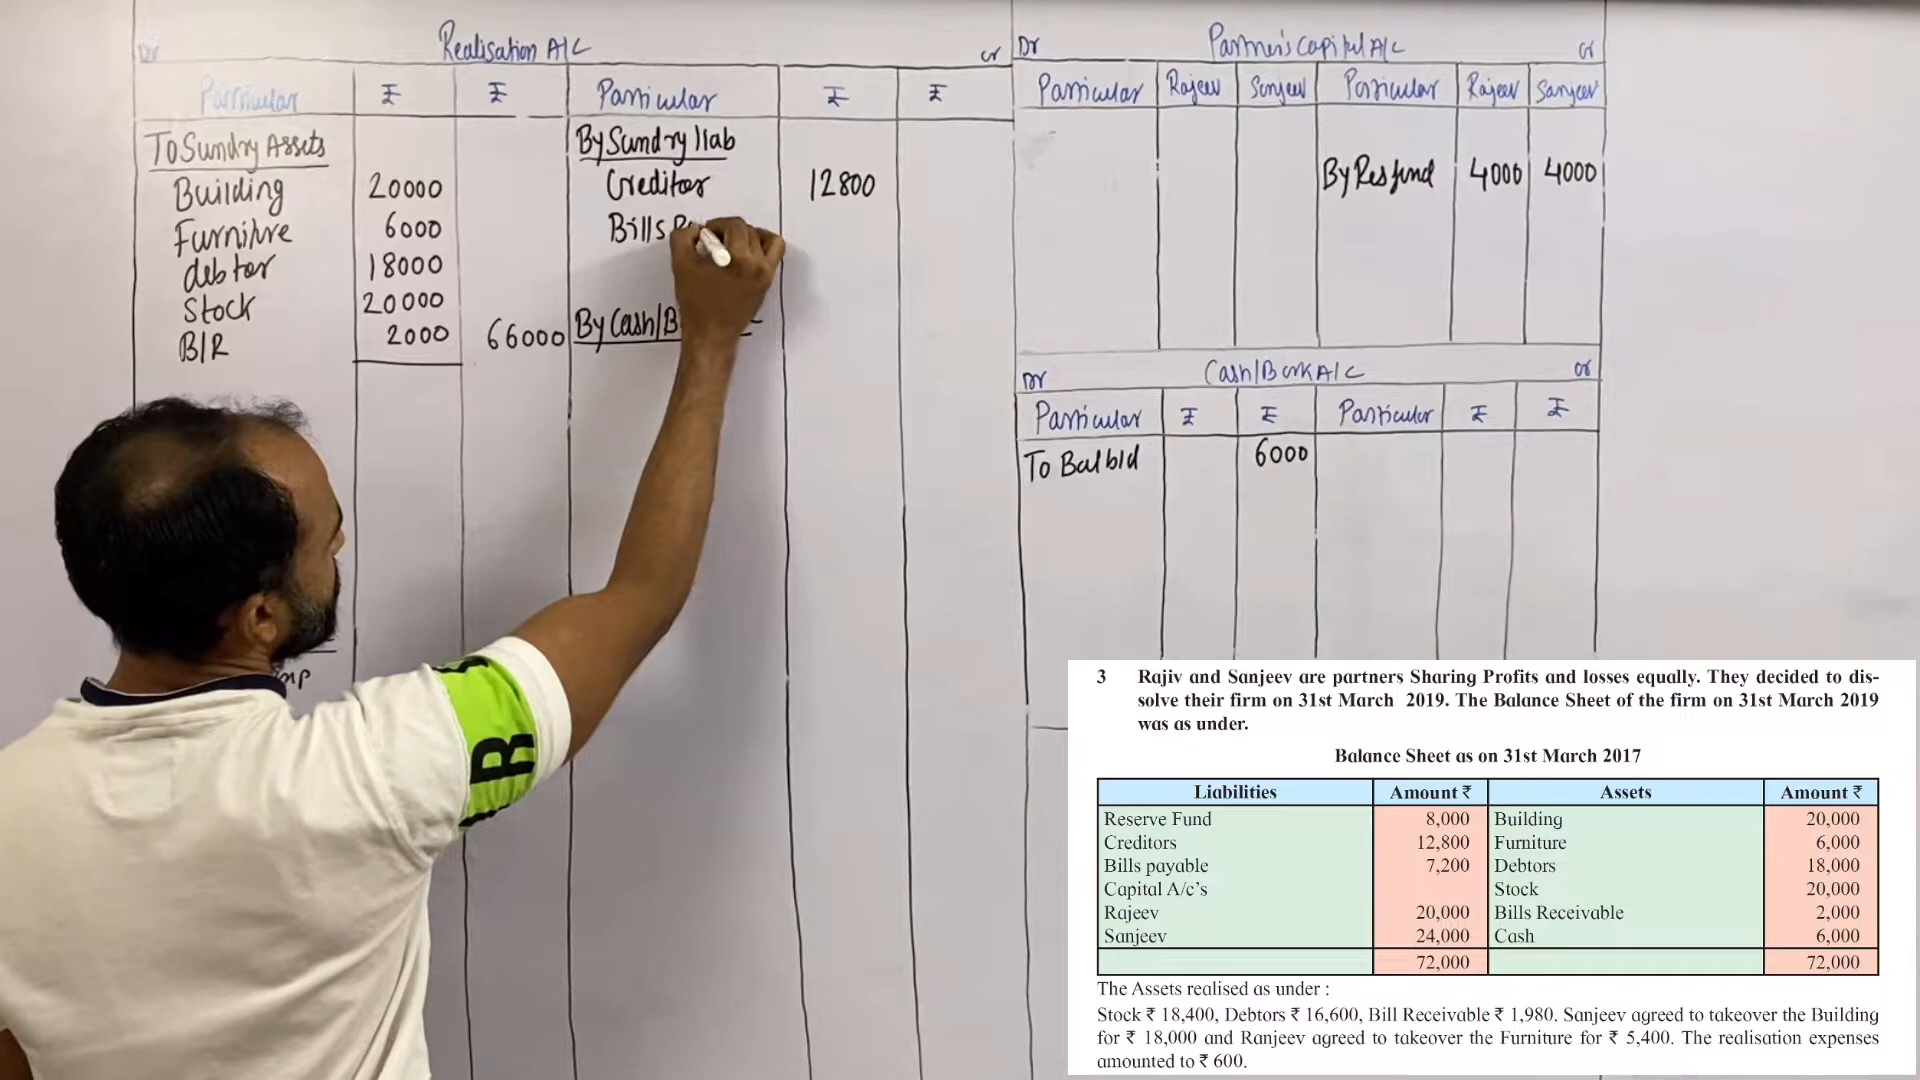 Dr Realisation A/C cr
Particular ₹ ₹ Particular ₹ ₹
To Sundry Assets
Building 20000
Furniture 6000
debtor 18000
Stock 20000
B/R 2000 66000
By Sundry liab
Creditor 12800
Bills
By Cash/B
Dr Partner's Capital A/C Cr
Particular Rajeev Sanjeev Particular Rajeev Sanjeev
By Res fund 4000 4000
Dr Cash/Bank A/C cr
Particular ₹ ₹ Particular ₹ ₹
To Bal b/d 6000
R
3 Rajiv and Sanjeev are partners Sharing Profits and losses equally. They decided to dis-
solve their firm on 31st March 2019. The Balance Sheet of the firm on 31st March 2019
was as under.
Balance Sheet as on 31st March 2017
Liabilities Amount ₹ Assets Amount ₹
Reserve Fund 8,000 Building 20,000
Creditors 12,800 Furniture 6,000
Bills payable 7,200 Debtors 18,000
Capital A/c's Stock 20,000
Rajeev 20,000 Bills Receivable 2,000
Sanjeev 24,000 Cash 6,000
72,000 72,000
The Assets realised as under :
Stock ₹ 18,400, Debtors ₹ 16,600, Bill Receivable ₹ 1,980. Sanjeev agreed to takeover the Building
for ₹ 18,000 and Ranjeev agreed to takeover the Furniture for ₹ 5,400. The realisation expenses
amounted to ₹ 600.